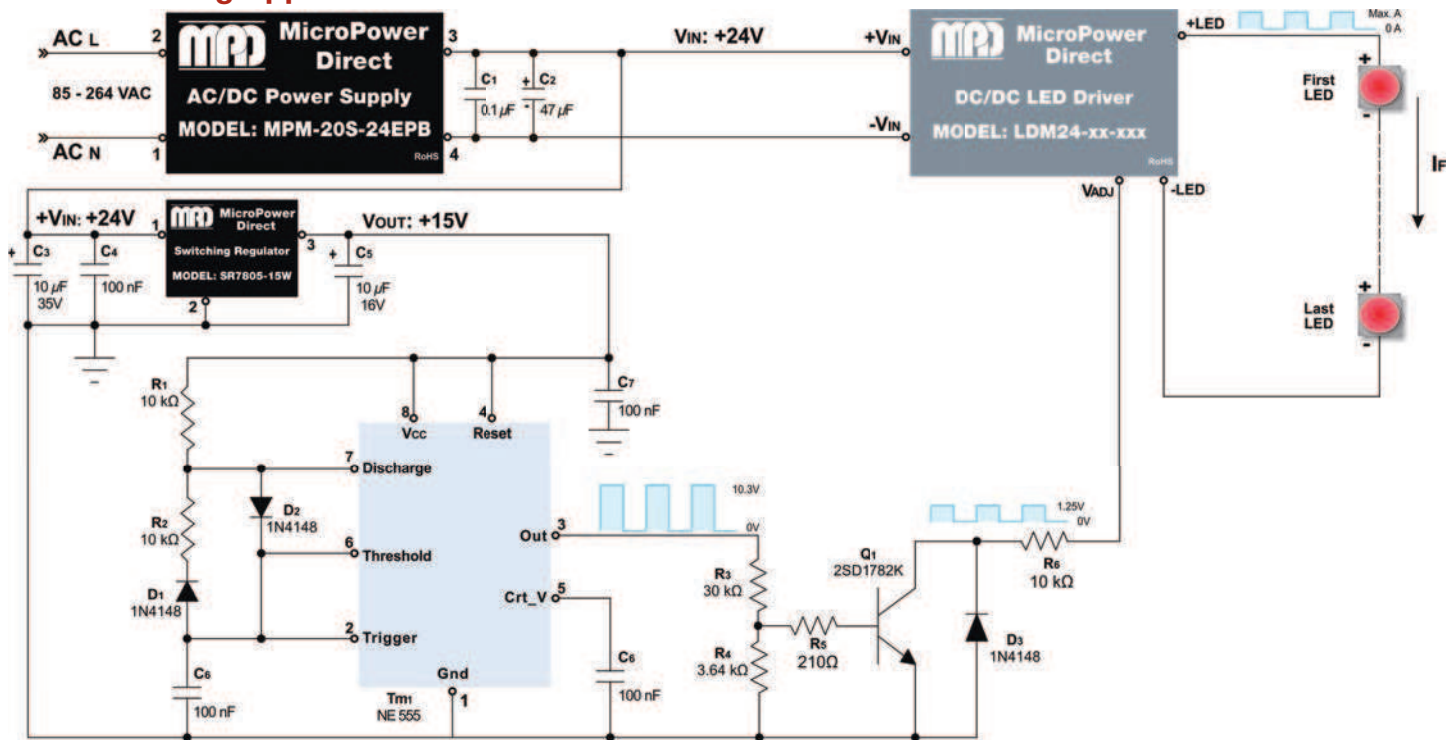 AC L
2
MPD
MicroPower
Direct
AC/DC Power Supply
MODEL: MPM-20S-24EPB
RoHS
3
4
85 - 264 VAC
AC N
1
C1
0.1 µF
+
C2
-
47 µF
VIN: +24V
+VIN
-VIN
MPD
MicroPower
Direct
DC/DC LED Driver
MODEL: LDM24-xx-xxx
RoHS
+LED
Max. A
0 A
VADJ
-LED
+
First
LED
-
IF
+
Last
LED
-
+VIN: +24V
1
MPD
MicroPower
Direct
Switching Regulator
MODEL: SR7805-15W
2
3
VOUT: +15V
+
C3
10 µF
35V
C4
100 nF
+
C5
10 µF
16V
R1
10 kΩ
8
Vcc
4
Reset
C7
100 nF
7
Discharge
R2
10 kΩ
D2
1N4148
6
Threshold
D1
1N4148
2
Trigger
C6
100 nF
Out
3
10.3V
0V
Crt_V
5
Gnd
1
Tm1
NE 555
C6
100 nF
R3
30 kΩ
R4
3.64 kΩ
R5
210Ω
Q1
2SD1782K
1.25V
0V
R6
10 kΩ
D3
1N4148